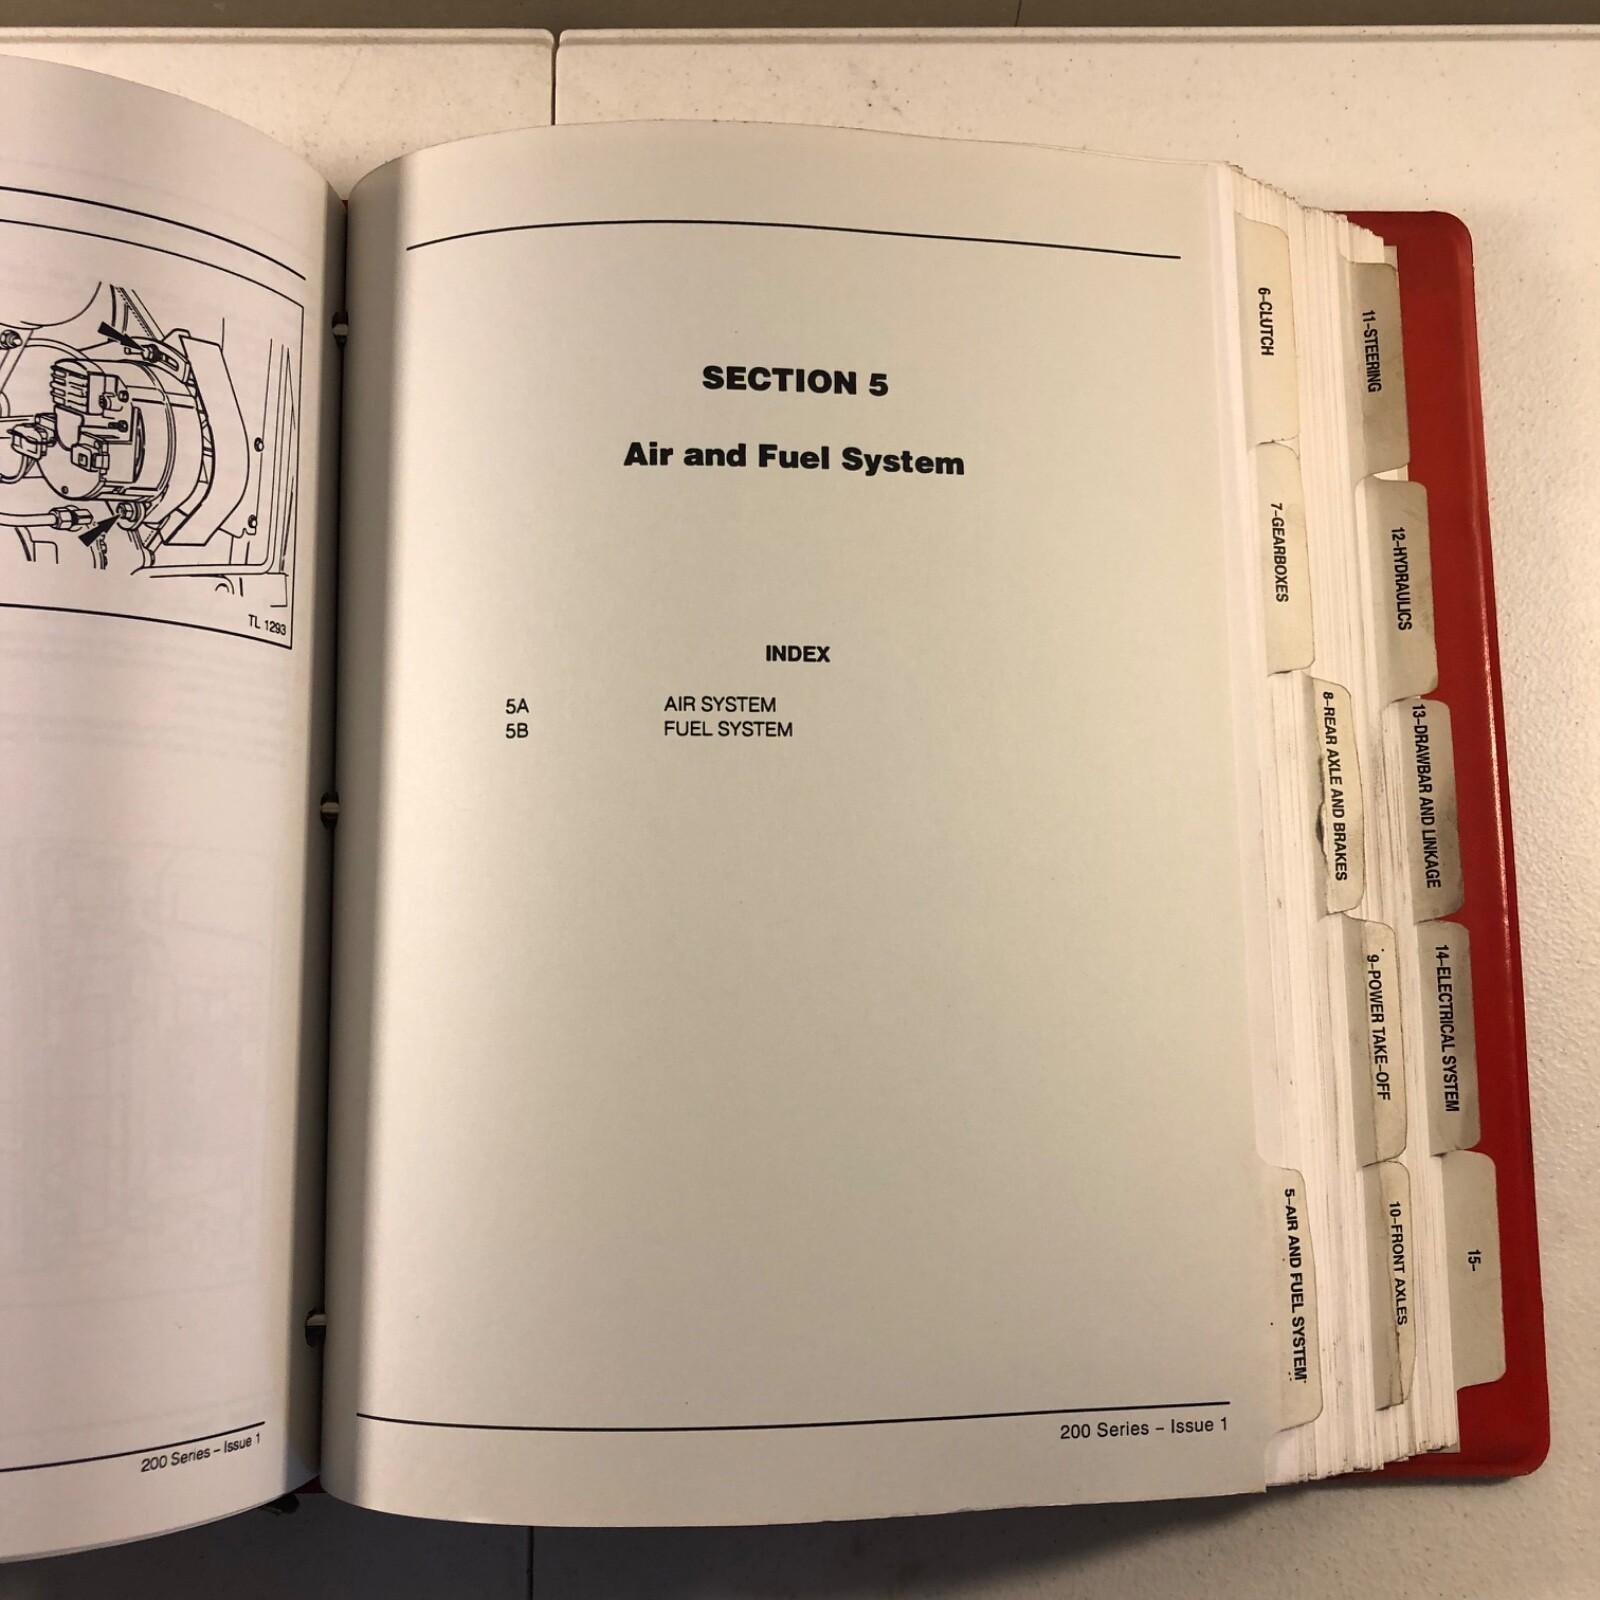 TL 1293
200 Series – Issue 1
SECTION 5
Air and Fuel System
INDEX
5A AIR SYSTEM
5B FUEL SYSTEM
200 Series – Issue 1
6–CLUTCH
7–GEARBOXES
8–REAR AXLE AND BRAKES
9–POWER TAKE–OFF
10–FRONT AXLES
5–AIR AND FUEL SYSTEM
11–STEERING
12–HYDRAULICS
13–DRAWBAR AND LINKAGE
14–ELECTRICAL SYSTEM
15–